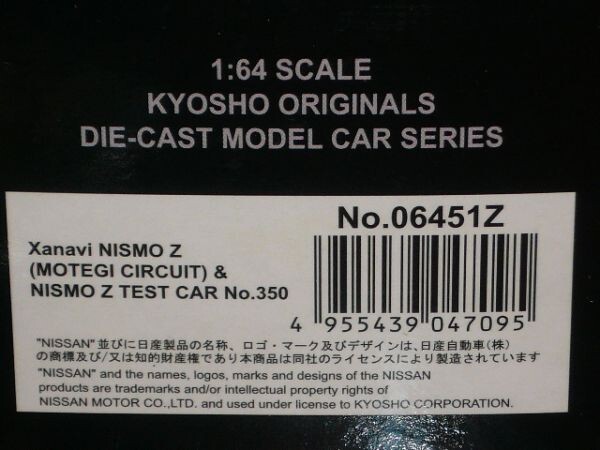 1:64 SCALE
KYOSHO ORIGINALS
DIE-CAST MODEL CAR SERIES
No.06451Z
Xanavi NISMO Z
(MOTEGI CIRCUIT) &
NISMO Z TEST CAR No.350
4 955439 047095
"NISSAN" 並びに日産製品の名称、ロゴ・マーク及びデザインは、日産自動車(株)
の商標及び/又は知的財産権であり本商品は同社のライセンスにより製造されています
"NISSAN" and the names, logos, marks and designs of the NISSAN
products are trademarks and/or intellectual property rights of
NISSAN MOTOR CO.,LTD. and used under license to KYOSHO CORPORATION.